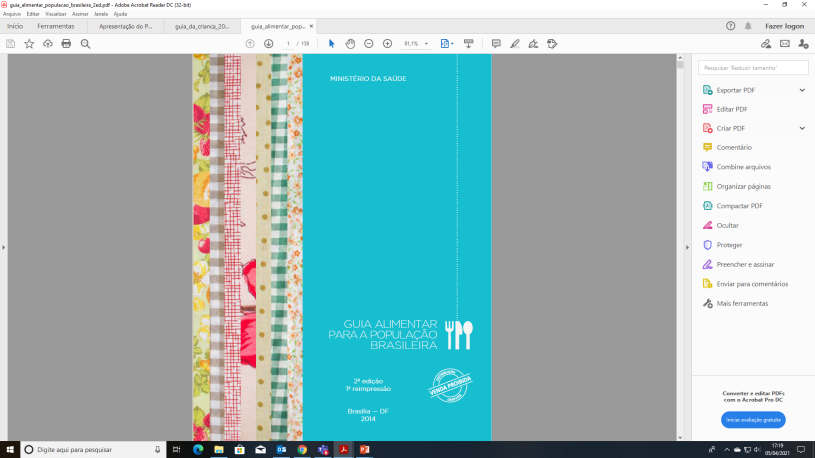 guia_alimentar_populacao_brasileira_2ed.pdf - Adobe Acrobat Reader DC (32-bit)
Arquivo Editar Visualizar Assinar Janela Ajuda
Início Ferramentas Apresentação do P... guia_da_crianca_20... guia_alimentar_pop... ×
Fazer logon
1 / 158
81,1%
MINISTÉRIO DA SAÚDE
GUIA ALIMENTAR
PARA A POPULAÇÃO
BRASILEIRA
2ª edição
1ª reimpressão
VENDA PROIBIDA
Brasília — DF
2014
Pesquisar 'Reduzir tamanho'
Exportar PDF
Editar PDF
Criar PDF
Comentário
Combine arquivos
Organizar páginas
Compactar PDF
Ocultar
Proteger
Preencher e assinar
Enviar para comentários
Mais ferramentas
Converter e editar PDFs
com o Acrobat Pro DC
Iniciar avaliação gratuita
Digite aqui para pesquisar
17:19
05/04/2021